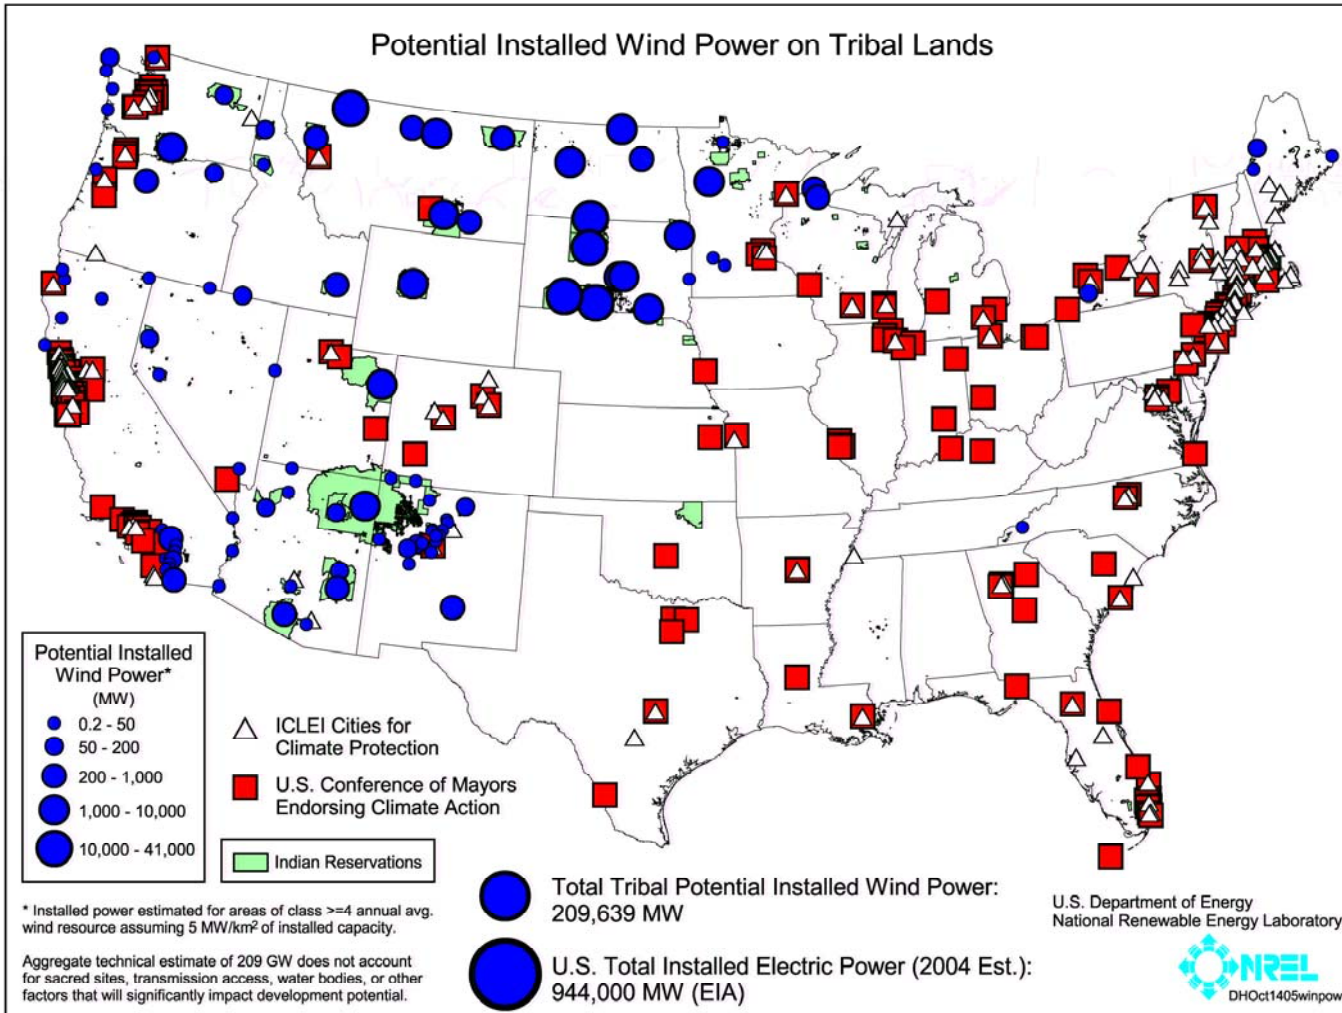 Potential Installed Wind Power on Tribal Lands
Potential Installed
Wind Power*
(MW)
0.2 - 50
50 - 200
200 - 1,000
1,000 - 10,000
10,000 - 41,000
ICLEI Cities for
Climate Protection
U.S. Conference of Mayors
Endorsing Climate Action
Indian Reservations
* Installed power estimated for areas of class >=4 annual avg.
wind resource assuming 5 MW/km² of installed capacity.
Aggregate technical estimate of 209 GW does not account
for sacred sites, transmission access, water bodies, or other
factors that will significantly impact development potential.
Total Tribal Potential Installed Wind Power:
209,639 MW
U.S. Total Installed Electric Power (2004 Est.):
944,000 MW (EIA)
U.S. Department of Energy
National Renewable Energy Laboratory
NREL
DHOct1405winpow